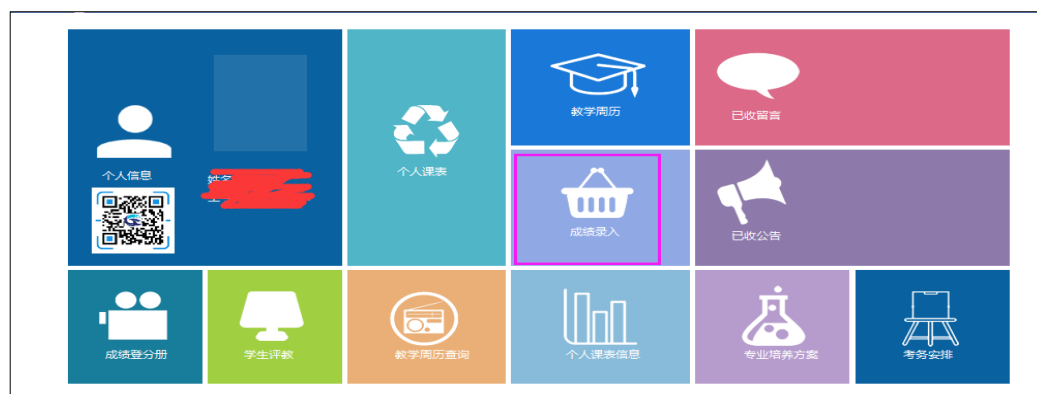 教学周历
已收留言
个人课表
个人信息
姓名
成绩录入
已收公告
成绩登分册
学生评教
教学周历查询
个人课表信息
专业培养方案
考务安排